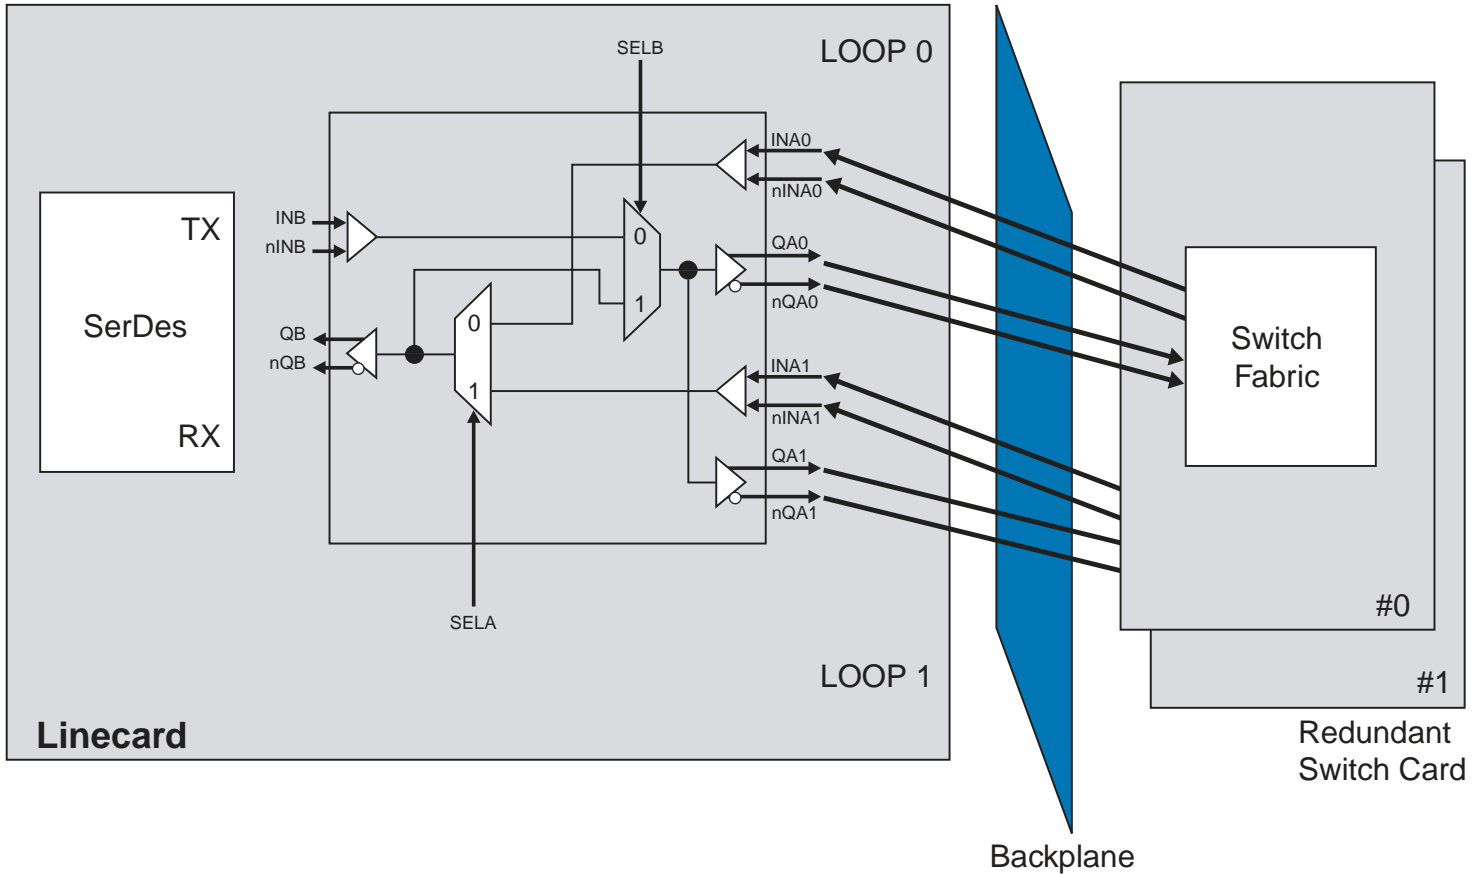 SELB
LOOP 0
INA0
nINA0
TX
INB
nINB
0
1
QA0
nQA0
SerDes
QB
nQB
0
1
INA1
nINA1
Switch
Fabric
RX
QA1
nQA1
SELA
#0
LOOP 1
#1
Linecard
Redundant
Switch Card
Backplane